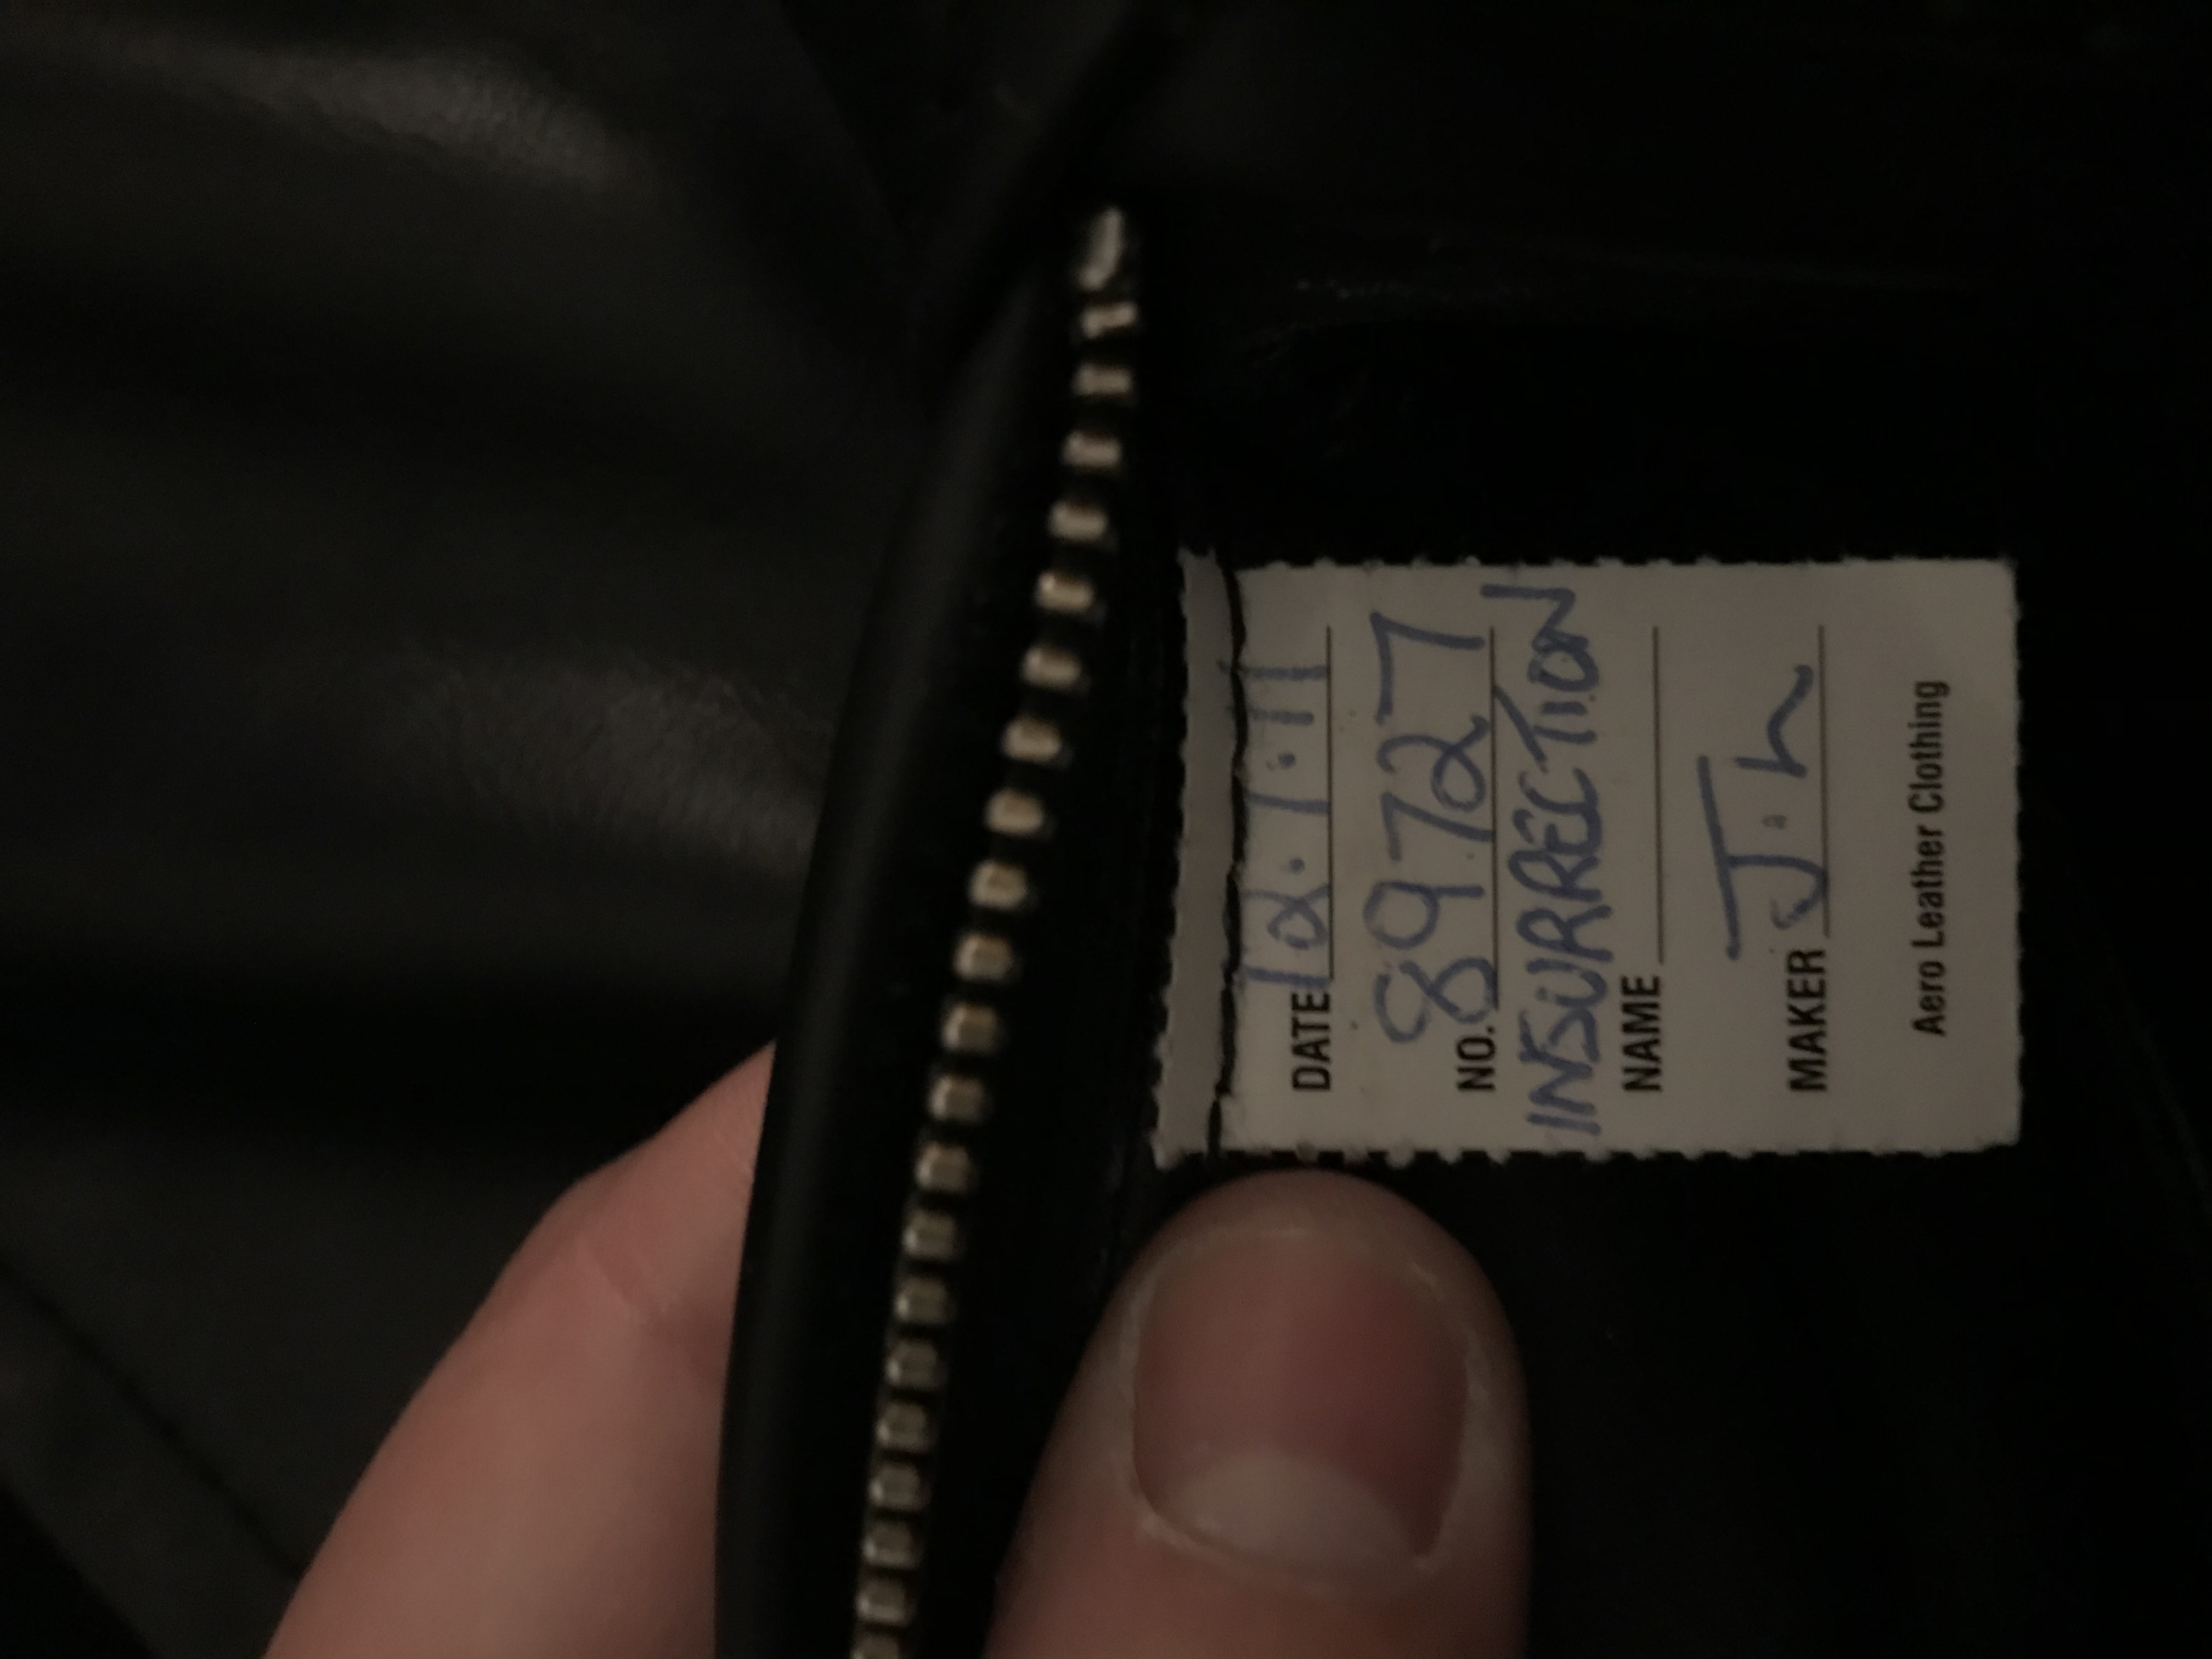 DATE 12.1.11
NO. 89727
INSURRECTION
NAME
MAKER J.h
Aero Leather Clothing